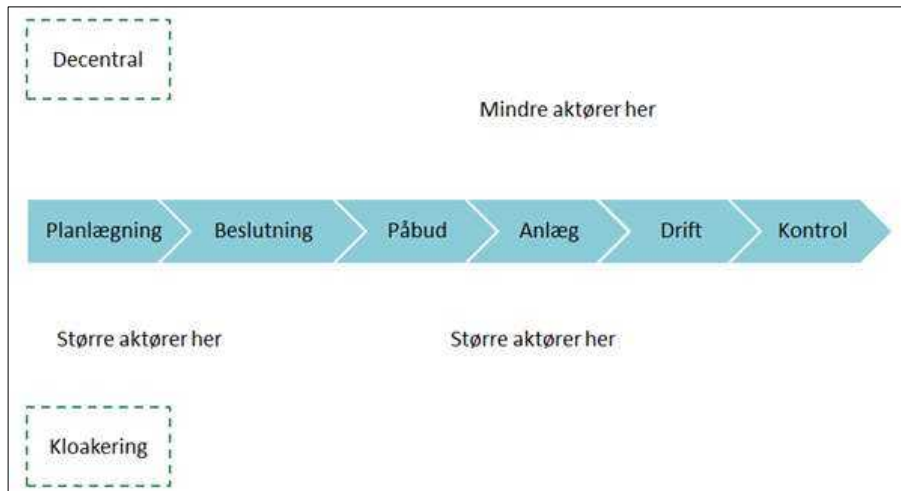 Decentral
Mindre aktører her
Planlægning
Beslutning
Påbud
Anlæg
Drift
Kontrol
Større aktører her
Større aktører her
Kloakering